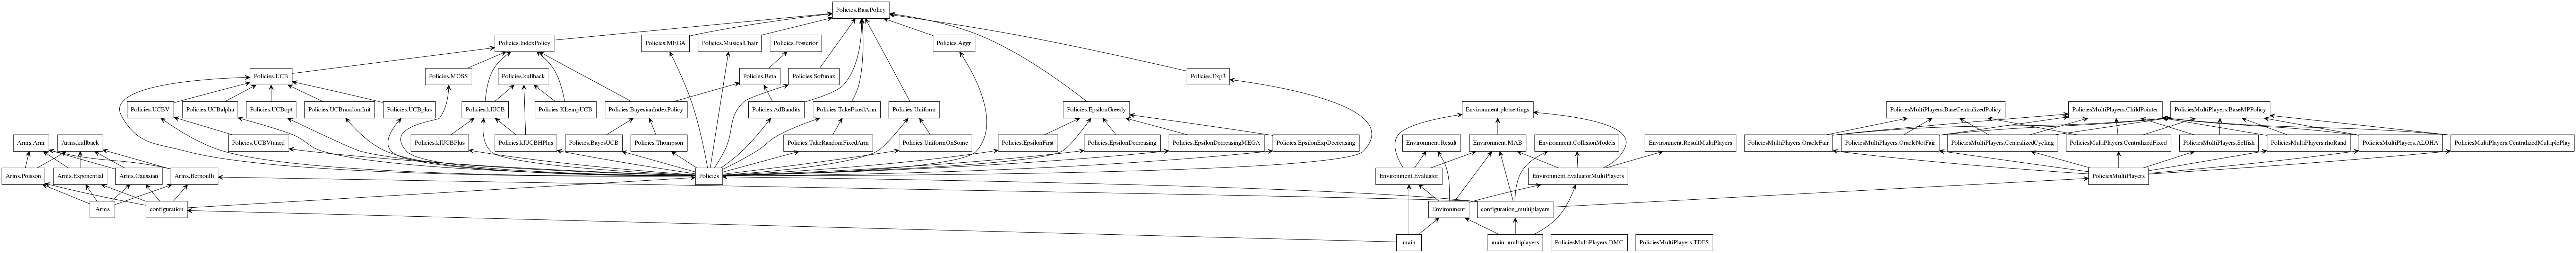 Policies.BasePolicy
Policies.IndexPolicy
Policies.MEGA
Policies.MusicalChair
Policies.Posterior
Policies.Aggr
Policies.UCB
Policies.MOSS
Policies.kullback
Policies.Beta
Policies.Softmax
Policies.Exp3
Policies.UCBV
Policies.UCBalpha
Policies.UCBopt
Policies.UCBrandomInit
Policies.UCBplus
Policies.klUCB
Policies.KLempUCB
Policies.BayesianIndexPolicy
Policies.AdBandits
Policies.TakeFixedArm
Policies.Uniform
Policies.EpsilonGreedy
Environment.plotsettings
PoliciesMultiPlayers.BaseCentralizedPolicy
PoliciesMultiPlayers.ChildPointer
PoliciesMultiPlayers.BaseMPPolicy
Arms.Arm
Arms.kullback
Policies.UCBVtuned
Policies.klUCBPlus
Policies.klUCBHPlus
Policies.BayesUCB
Policies.Thompson
Policies.TakeRandomFixedArm
Policies.UniformOnSome
Policies.EpsilonFirst
Policies.EpsilonDecreasing
Policies.EpsilonDecreasingMEGA
Policies.EpsilonExpDecreasing
Environment.Result
Environment.MAB
Environment.CollisionModels
Environment.ResultMultiPlayers
PoliciesMultiPlayers.OracleFair
PoliciesMultiPlayers.OracleNotFair
PoliciesMultiPlayers.CentralizedCycling
PoliciesMultiPlayers.CentralizedFixed
PoliciesMultiPlayers.Selfish
PoliciesMultiPlayers.rhoRand
PoliciesMultiPlayers.ALOHA
PoliciesMultiPlayers.CentralizedMultiplePlay
Arms.Poisson
Arms.Exponential
Arms.Gaussian
Arms.Bernoulli
Policies
Environment.Evaluator
Environment.EvaluatorMultiPlayers
PoliciesMultiPlayers
Arms
configuration
Environment
configuration_multiplayers
main
main_multiplayers
PoliciesMultiPlayers.DMC
PoliciesMultiPlayers.TDFS